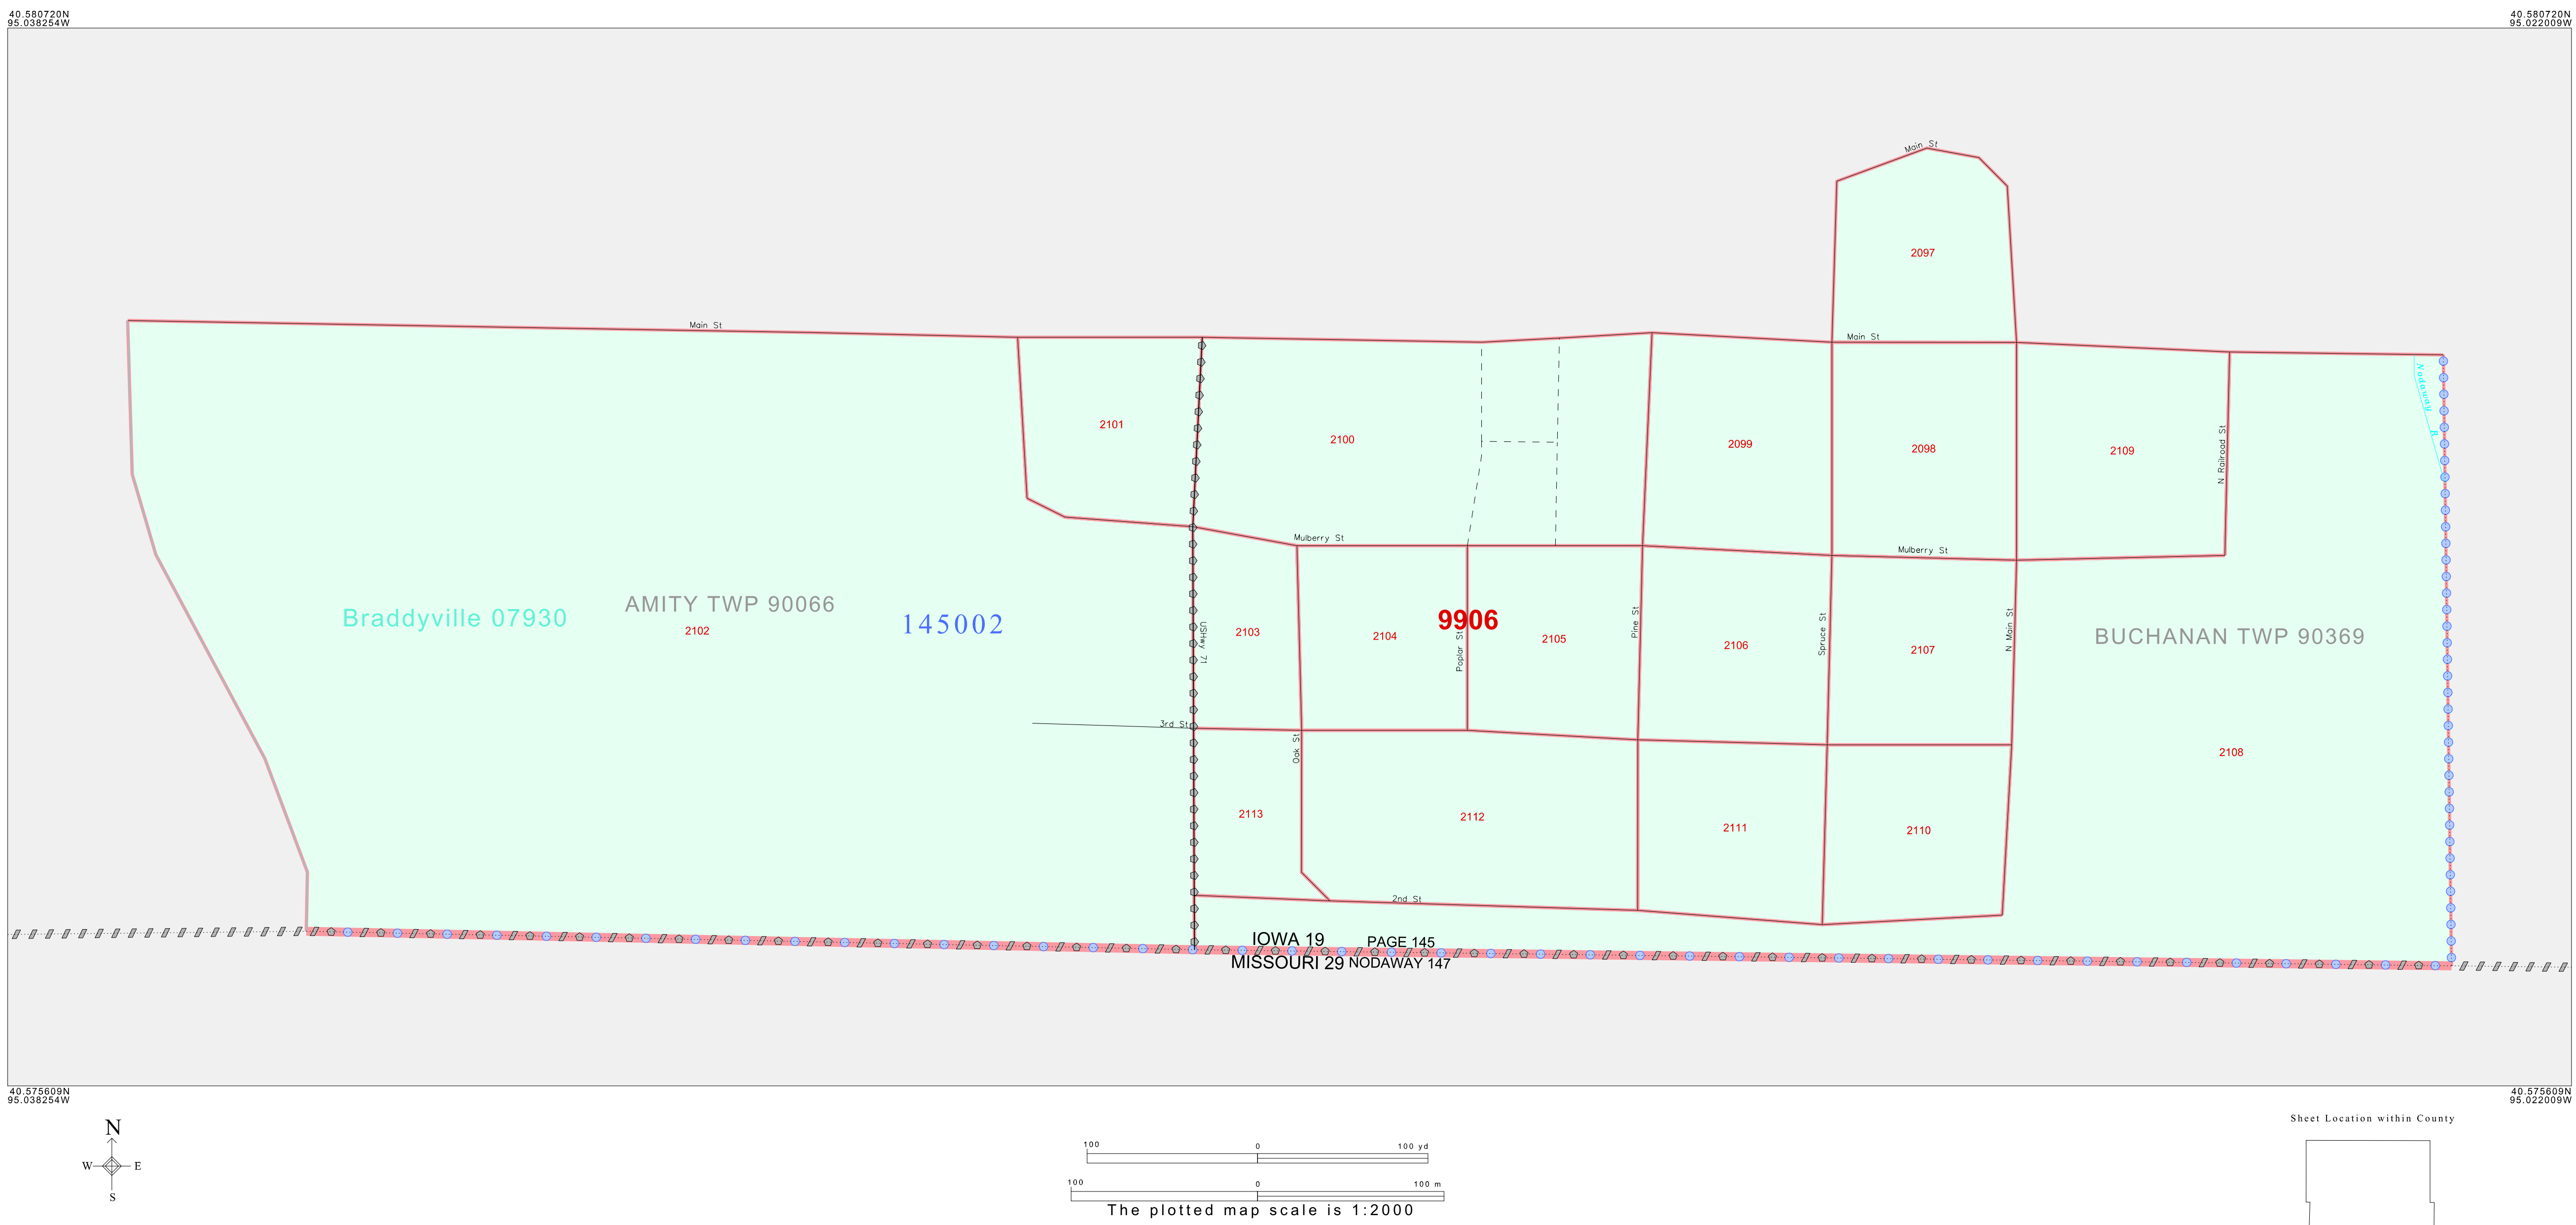 40.580720N
95.038254W
40.580720N
95.022009W
Main St
Main St
Main St
2097
Nodaway R
2101
2100
2099
2098
2109
N Railroad St
Mulberry St
Mulberry St
Braddyville 07930
AMITY TWP 90066
2102
145002
USHwy 71
2103
2104
9906
Poplar St
2105
Pine St
2106
Spruce St
2107
N Main St
BUCHANAN TWP 90369
3rd St
Oak St
2108
2113
2112
2111
2110
2nd St
IOWA 19
PAGE 145
MISSOURI 29
NODAWAY 147
40.575609N
95.038254W
40.575609N
95.022009W
N
W
E
S
100 0 100 yd
100 0 100 m
The plotted map scale is 1:2000
Sheet Location within County